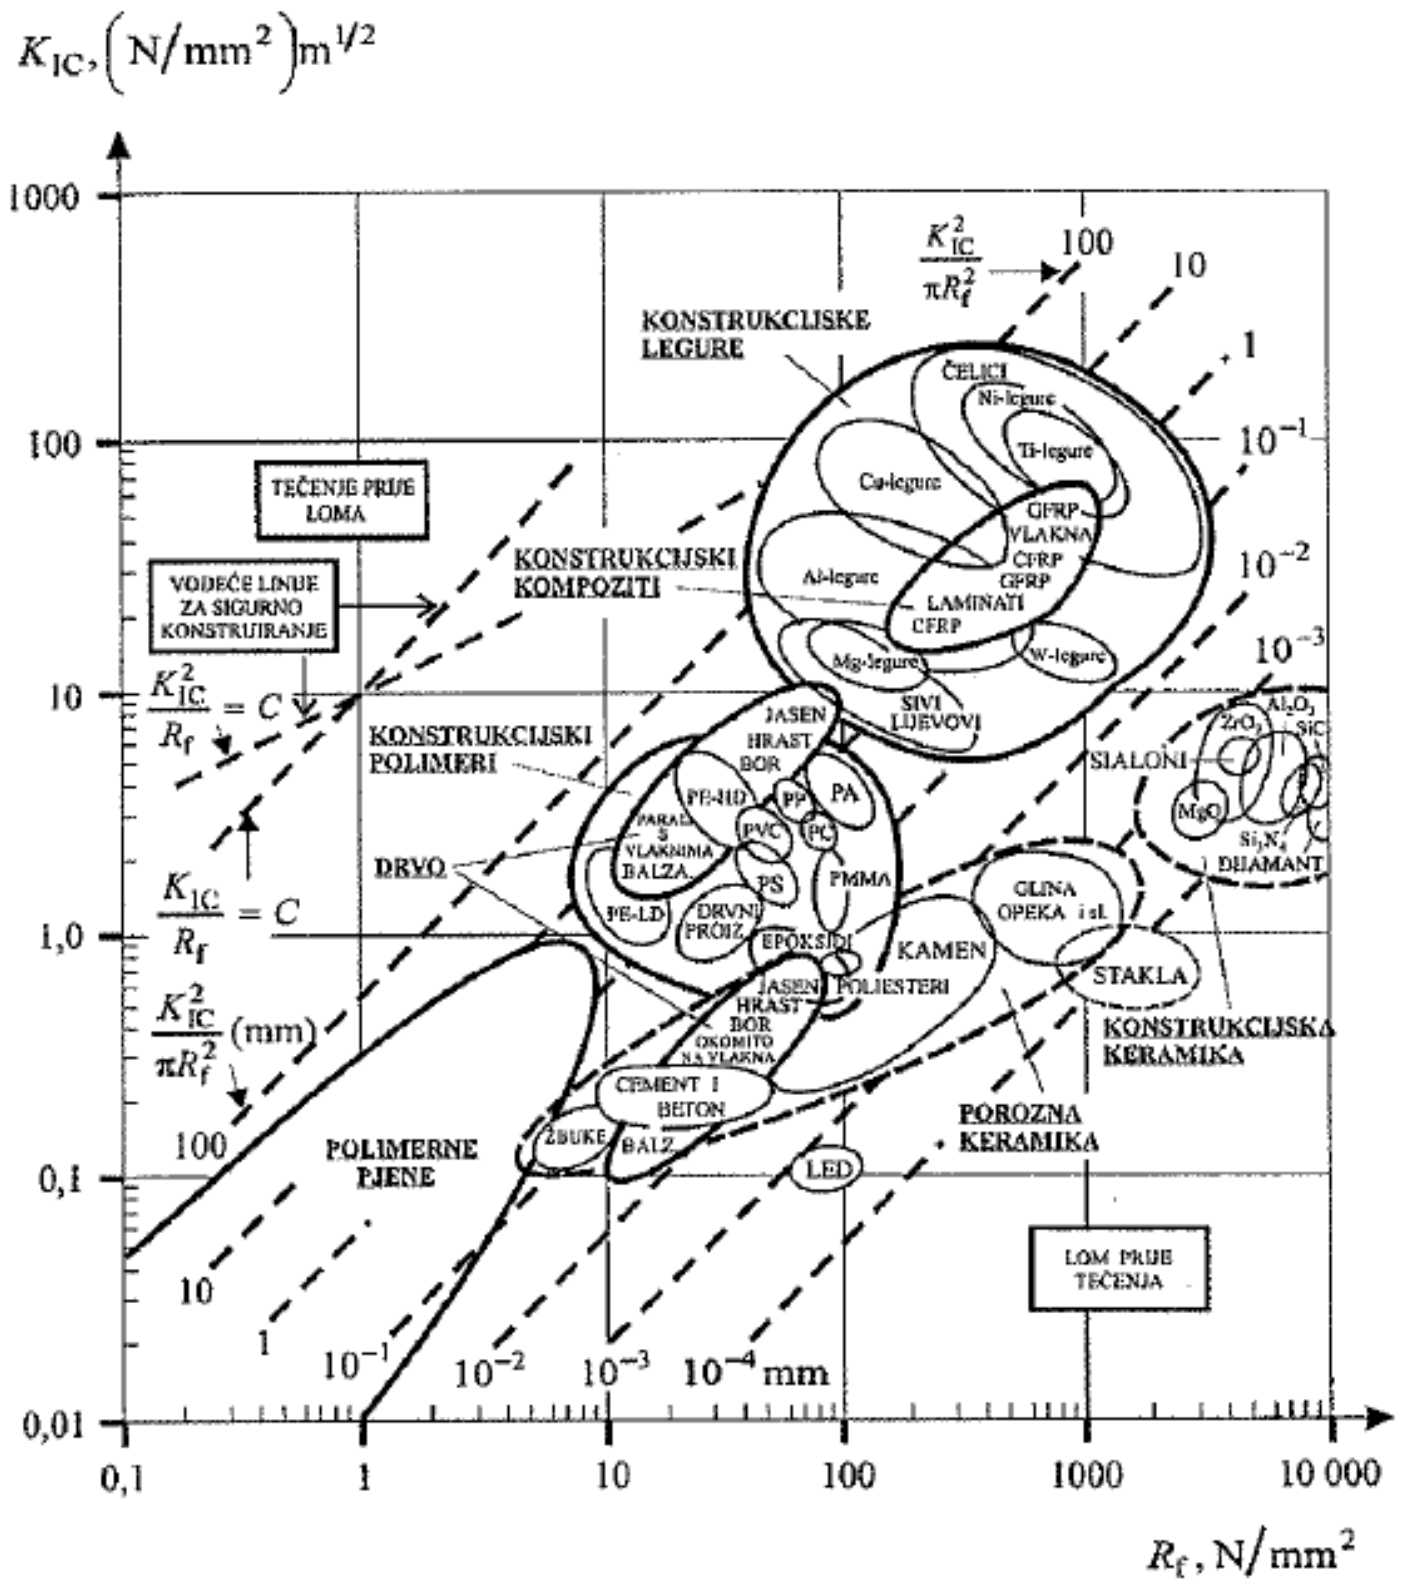 K_IC, (N/mm²)m^1/2
1000
100
10
1,0
0,1
0,01
K²_IC
πR_f²
100
10
1
10⁻¹
10⁻²
10⁻³
KONSTRUKCIJSKE
LEGURE
ČELICI
Ni-legure
Ti-legure
Cu-legure
GFRP
VLAKNA
CFRP
GFRP
LAMINATI
CFRP
Al-legure
Mg-legure
W-legure
SIVI
LIJEVOVI
TEČENJE PRIJE
LOMA
VODEĆE LINIJE
ZA SIGURNO
KONSTRUIRANJE
KONSTRUKCIJSKI
KOMPOZITI
K²_IC
R_f
= C
KONSTRUKCIJSKI
POLIMERI
JASEN
HRAST
BOR
PE-HD
PP
PA
PARAL.
S
VLAKNIMA
BALZA
PVC
PC
DRVO
PS
PMMA
PE-LD
DRVNI
PROIZ.
EPOKSIDI
POLIESTERI
KAMEN
K_IC
R_f
= C
K²_IC
πR_f²
(mm)
ZrO₂
Al₂O₃
SiC
SIALONI
MgO
Si₃N₄
DIJAMANT
GLINA
OPEKA i sl.
STAKLA
KONSTRUKCIJSKA
KERAMIKA
JASEN
HRAST
BOR
OKOMITO
NA VLAKNA
CEMENT I
BETON
ŽBUKE
BALZ
POROZNA
KERAMIKA
POLIMERNE
PJENE
LED
LOM PRIJE
TEČENJA
100
10
1
10⁻¹
10⁻²
10⁻³
10⁻⁴ mm
0,1
1
10
100
1000
10 000
R_f, N/mm²